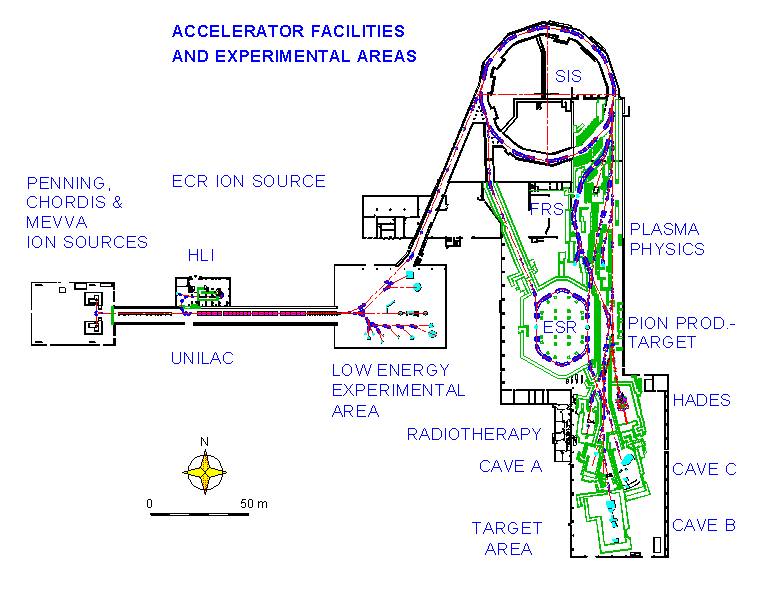 ACCELERATOR FACILITIES
AND EXPERIMENTAL AREAS
SIS
PENNING,
CHORDIS &
MEVVA
ION SOURCES
ECR ION SOURCE
HLI
FRS
PLASMA
PHYSICS
UNILAC
ESR
PION PROD.-
TARGET
LOW ENERGY
EXPERIMENTAL
AREA
HADES
RADIOTHERAPY
CAVE A
CAVE C
N
0 50 m
TARGET
AREA
CAVE B